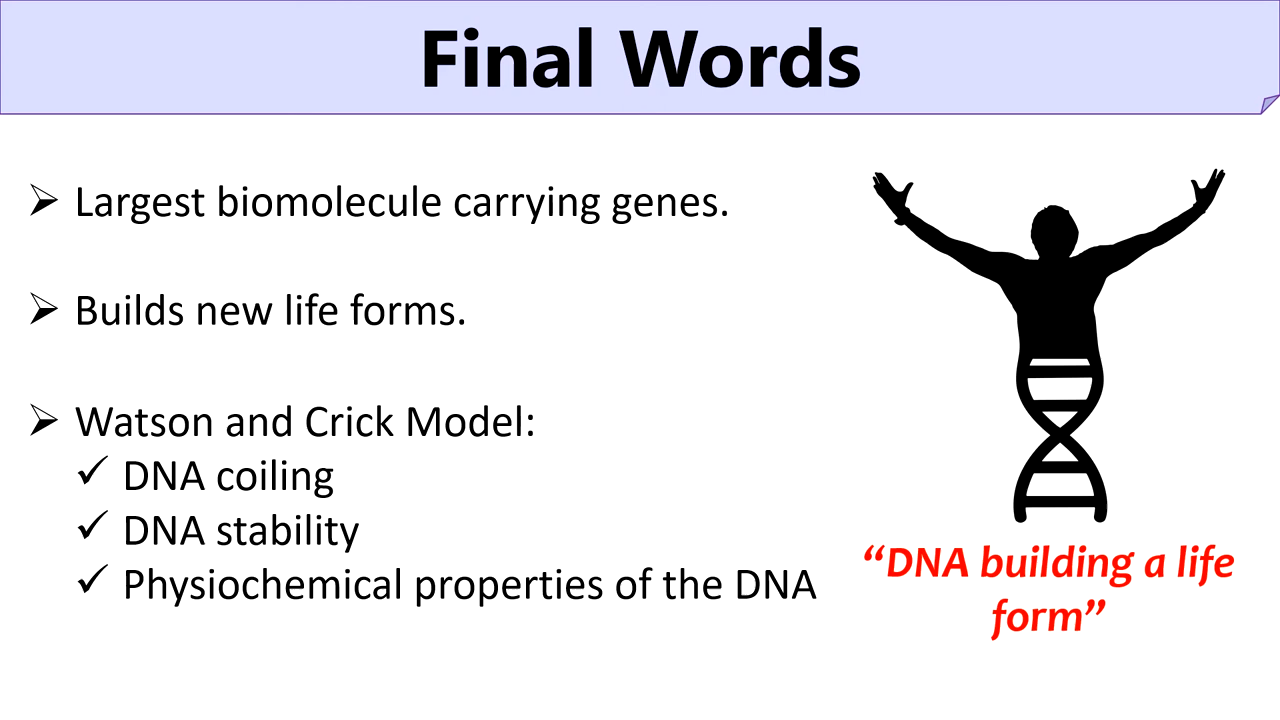 Final Words
Largest biomolecule carrying genes.
Builds new life forms.
Watson and Crick Model:
DNA coiling
DNA stability
Physiochemical properties of the DNA
“DNA building a life
form”